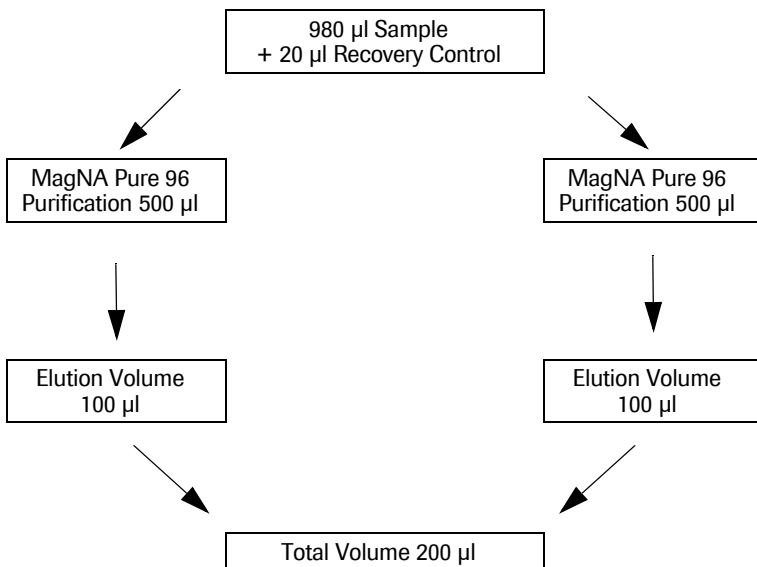 980 µl Sample
+ 20 µl Recovery Control
MagNA Pure 96
Purification 500 µl
MagNA Pure 96
Purification 500 µl
Elution Volume
100 µl
Elution Volume
100 µl
Total Volume 200 µl